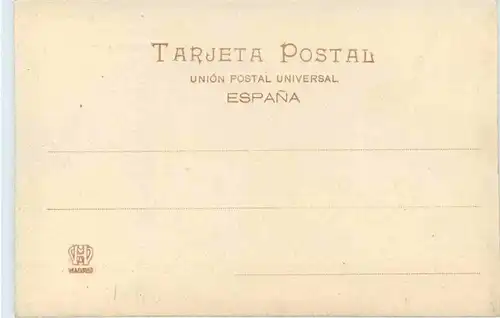 TARJETA POSTAL
UNIÓN POSTAL UNIVERSAL
ESPAÑA
MADRID